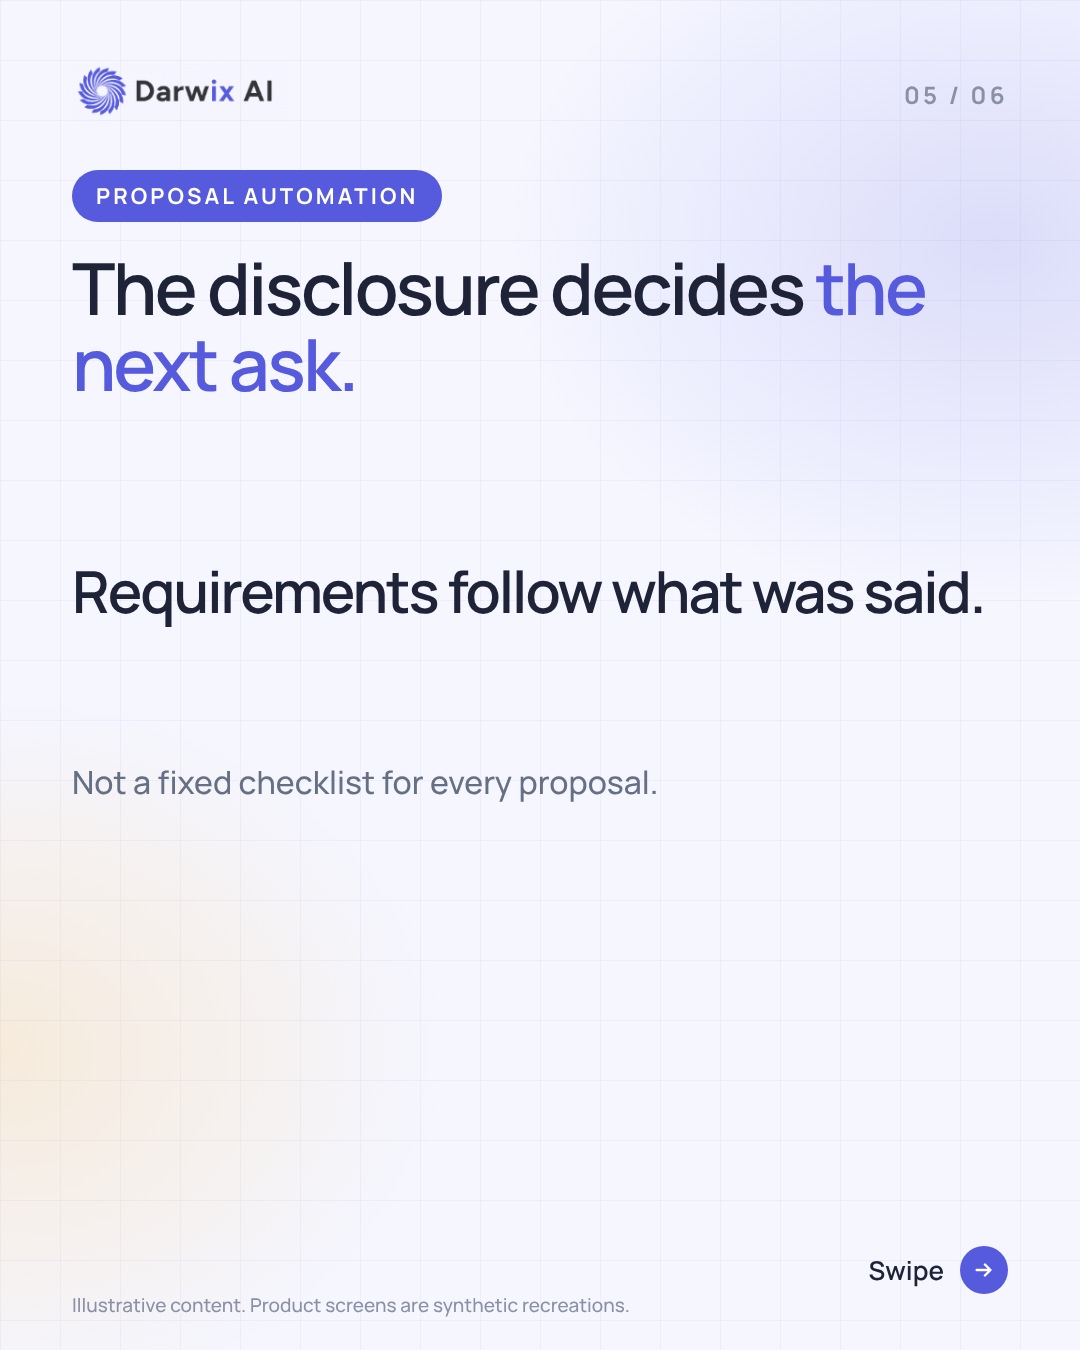 Darwix AI
05 / 06
PROPOSAL AUTOMATION
The disclosure decides the
next ask.
Requirements follow what was said.
Not a fixed checklist for every proposal.
Swipe
Illustrative content. Product screens are synthetic recreations.